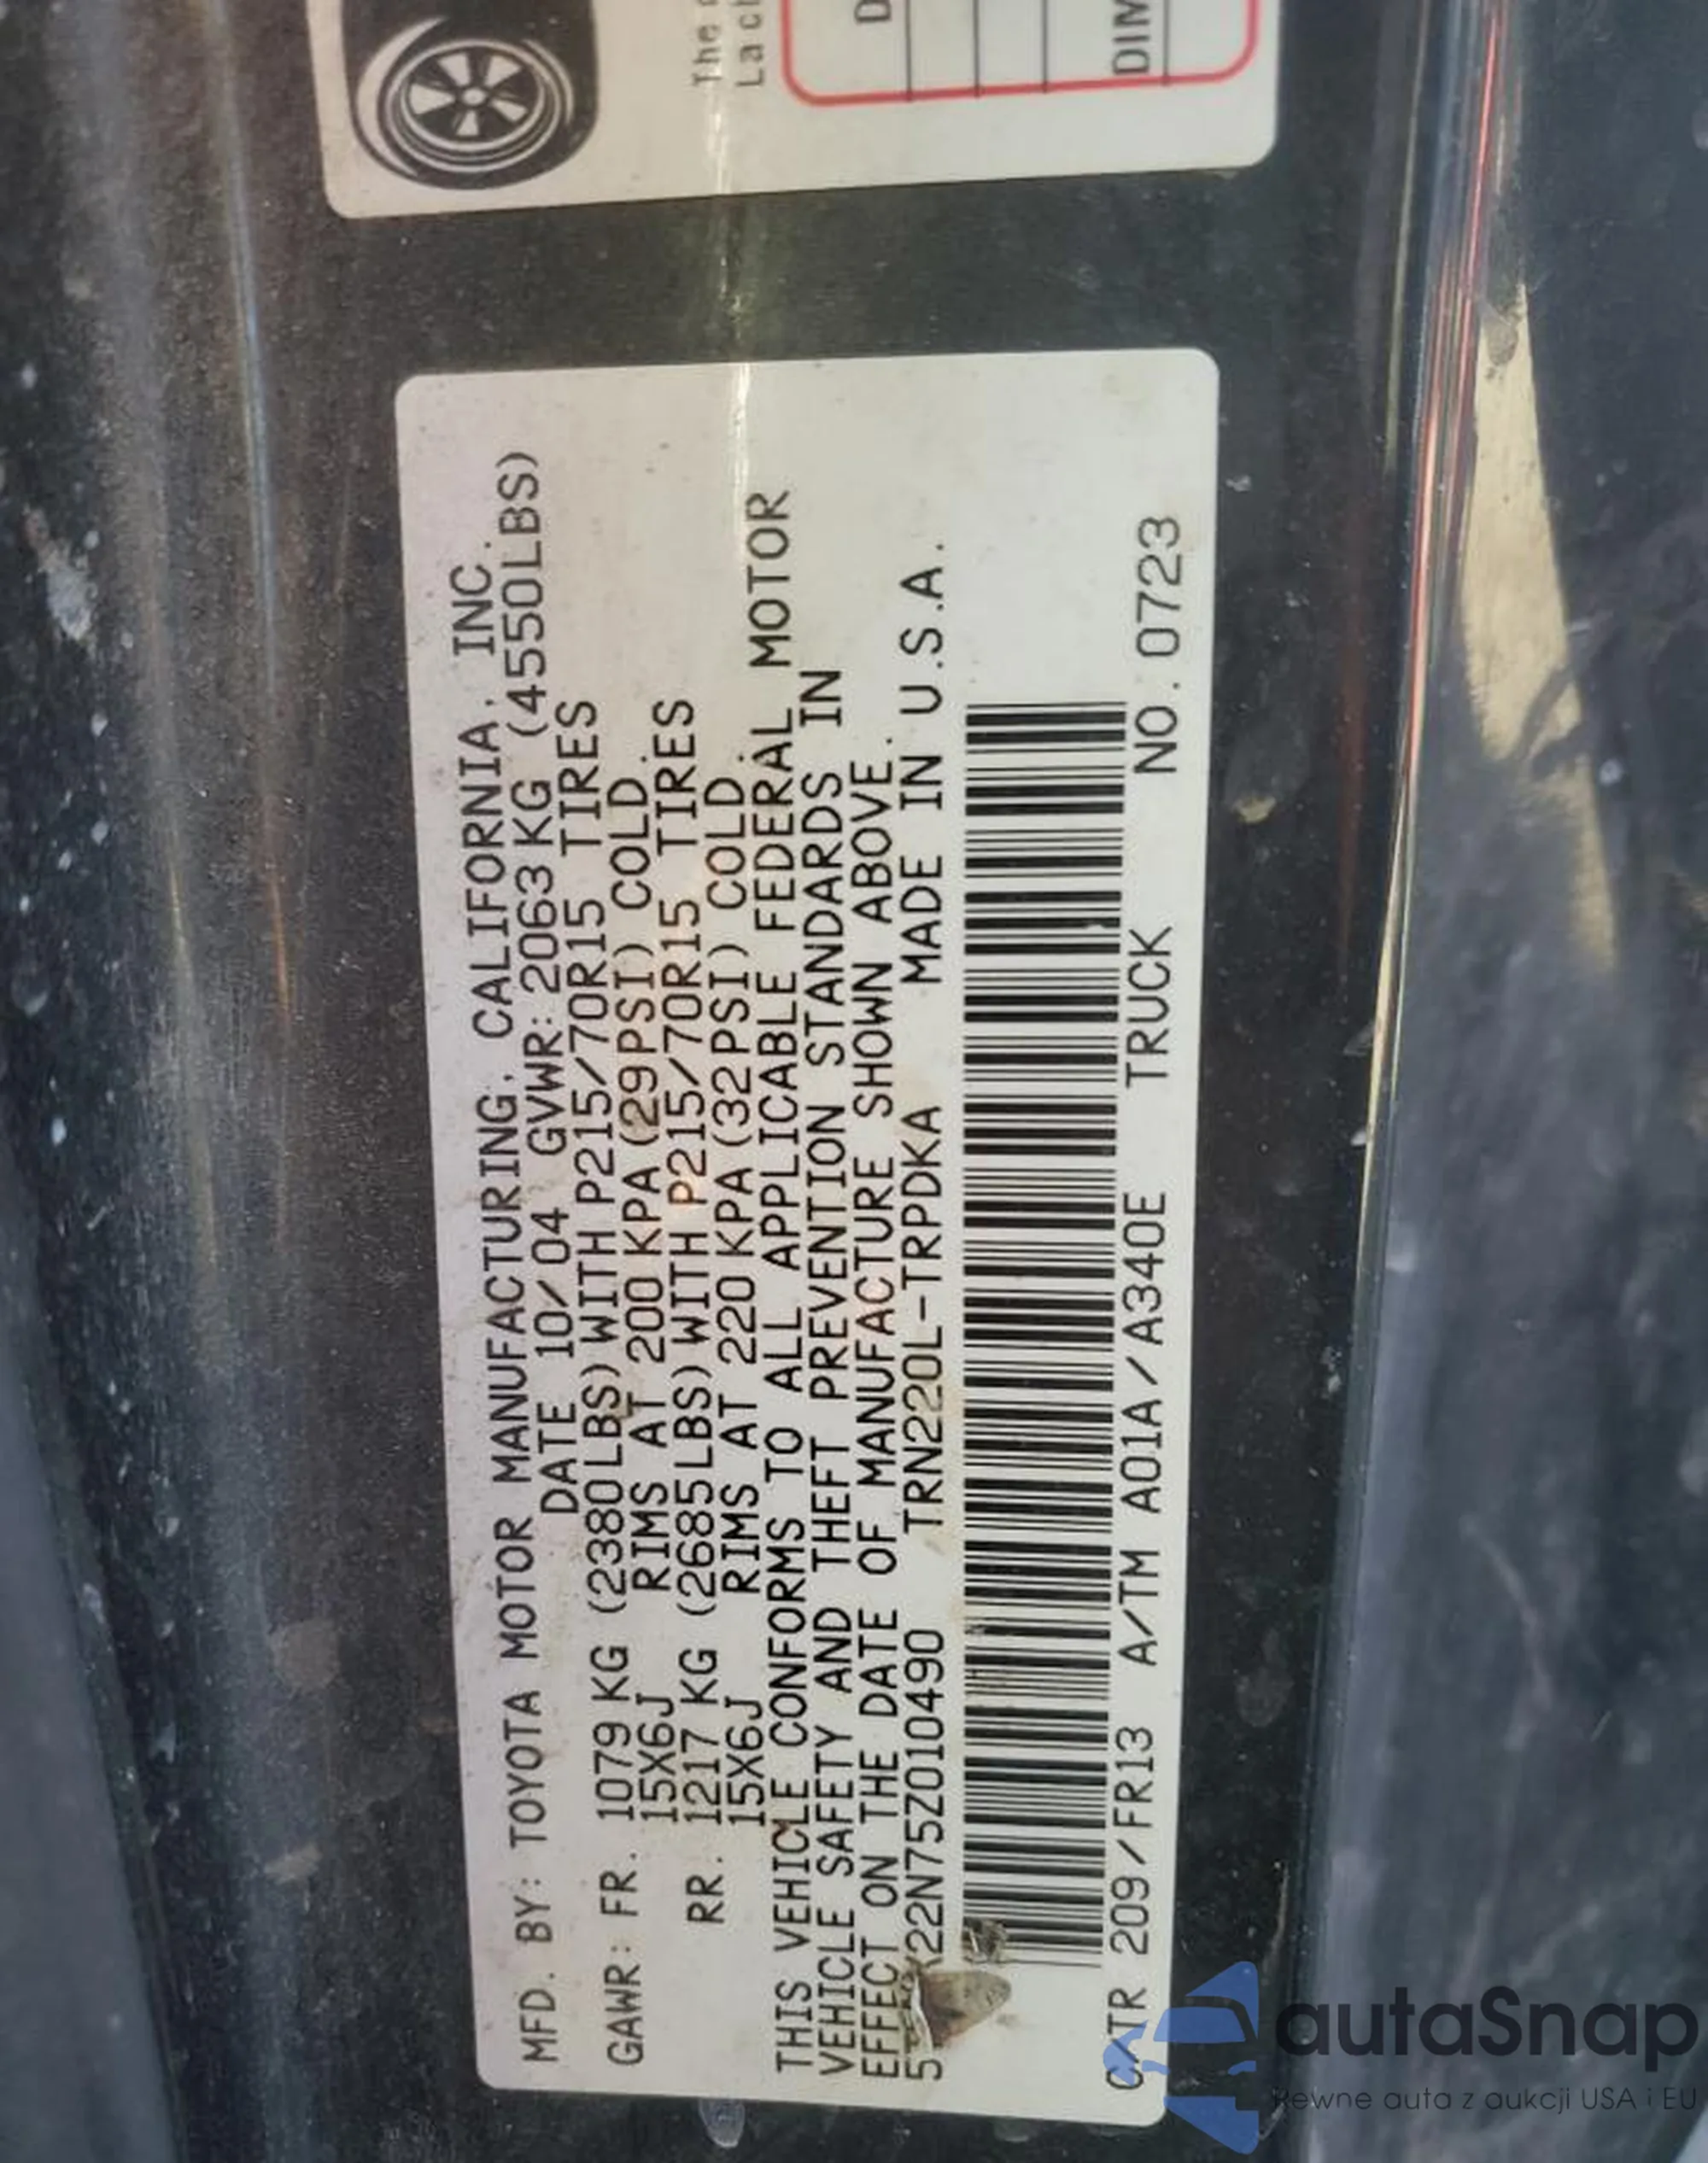 The
La
D
DIM
MFD. BY: TOYOTA MOTOR MANUFACTURING, CALIFORNIA, INC.
DATE 10/04 GVWR: 2063 KG (4550LBS)
GAWR: FR. 1079 KG (2380LBS) WITH P215/70R15 TIRES
15X6J RIMS AT 200 KPA (29PSI) COLD.
RR. 1217 KG (2685LBS) WITH P215/70R15 TIRES
15X6J RIMS AT 220 KPA (32PSI) COLD.
THIS VEHICLE CONFORMS TO ALL APPLICABLE FEDERAL MOTOR
VEHICLE SAFETY AND THEFT PREVENTION STANDARDS IN
EFFECT ON THE DATE OF MANUFACTURE SHOWN ABOVE.
22N75Z010490 TRN220L-TRPDKA MADE IN U.S.A.
C/TR 209/FR13 A/TM A01A/A340E TRUCK NO. 0723
autaSnap
Pewne auta z aukcji USA i EU